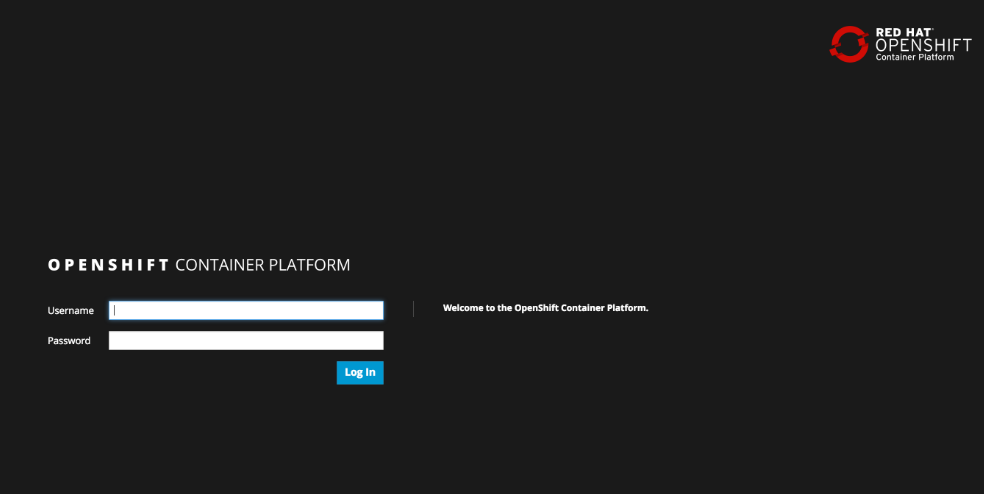 RED HAT®
OPENSHIFT
Container Platform
OPENSHIFT CONTAINER PLATFORM
Username
Welcome to the OpenShift Container Platform.
Password
Log In